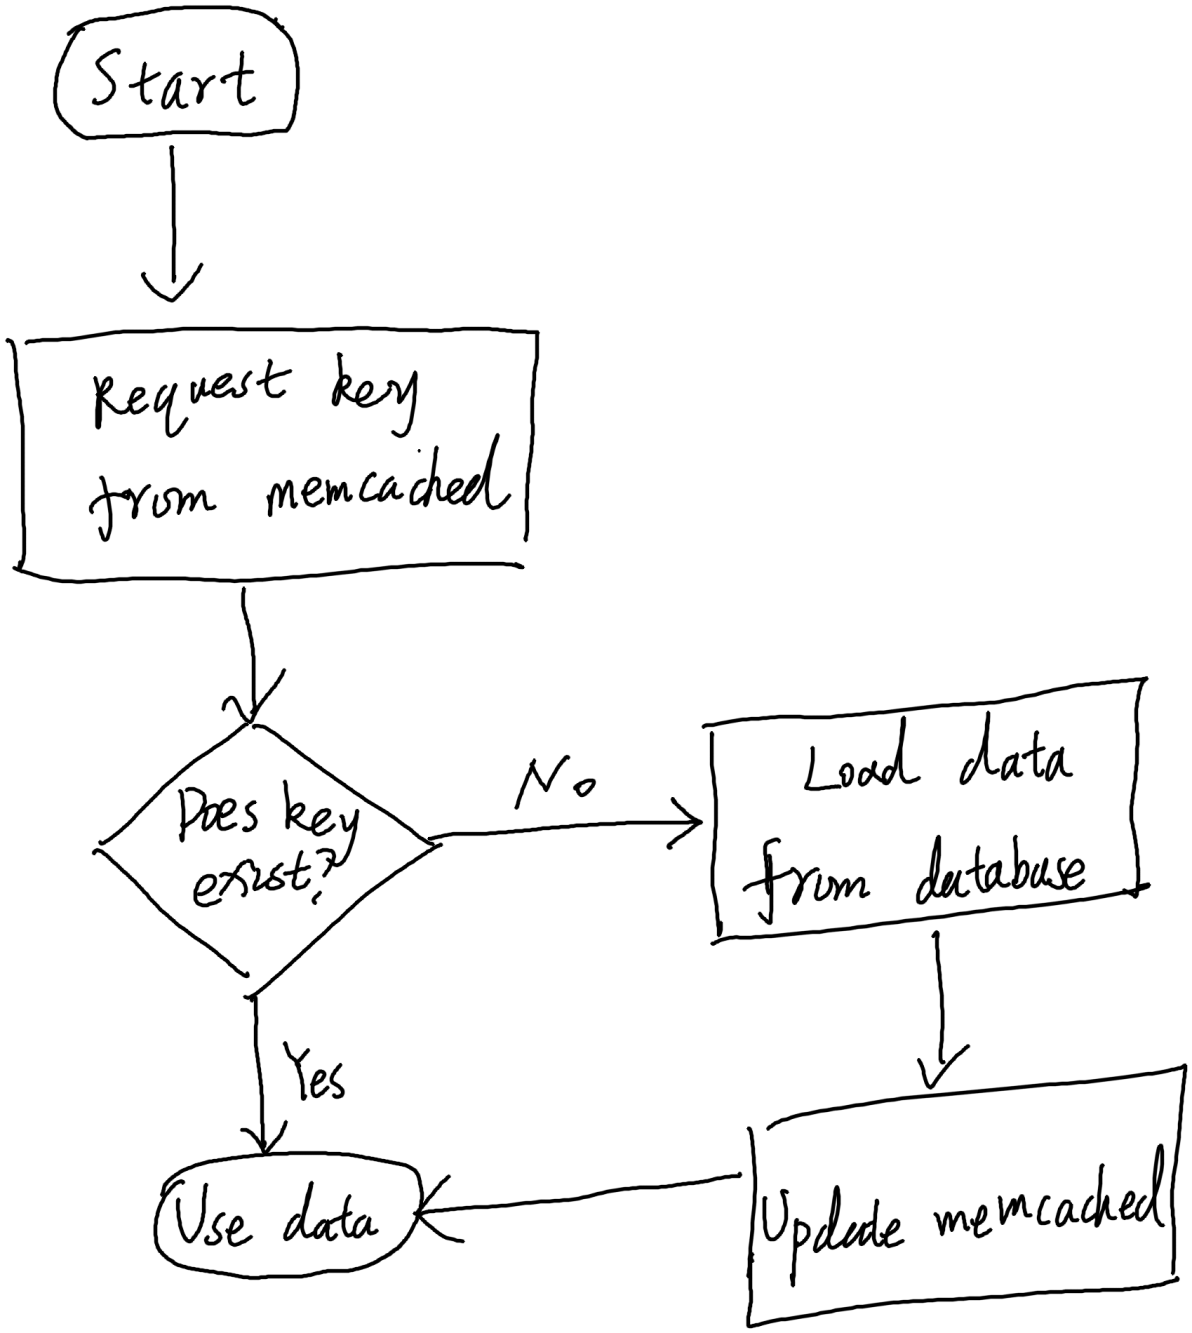 Start
Request key
from memcached
Does key
exist?
No
Load data
from database
Yes
Use data
Update memcached